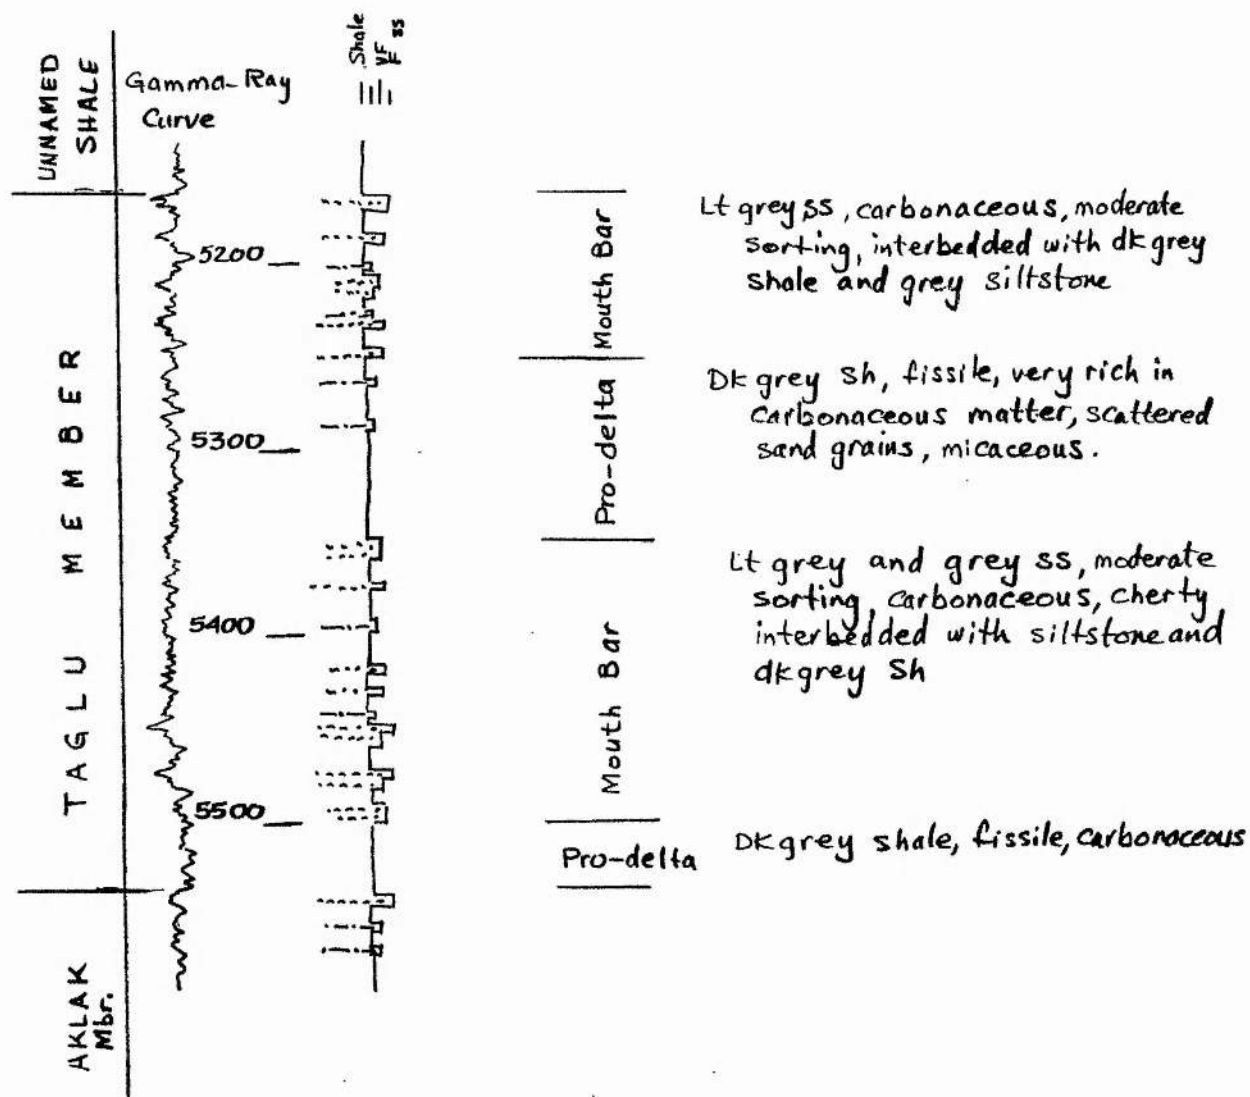 UNNAMED
SHALE
Gamma-Ray
Curve
Shale
VF
F ss
TAGLU MEMBER
AKLAK
Mbr.
5200
5300
5400
5500
Mouth Bar
Lt grey ss, carbonaceous, moderate
sorting, interbedded with dk grey
shale and grey siltstone
Pro-delta
Dk grey sh, fissile, very rich in
carbonaceous matter, scattered
sand grains, micaceous.
Mouth Bar
Lt grey and grey ss, moderate
sorting, carbonaceous, cherty
interbedded with siltstone and
dk grey Sh
Pro-delta
Dk grey shale, fissile, carbonaceous